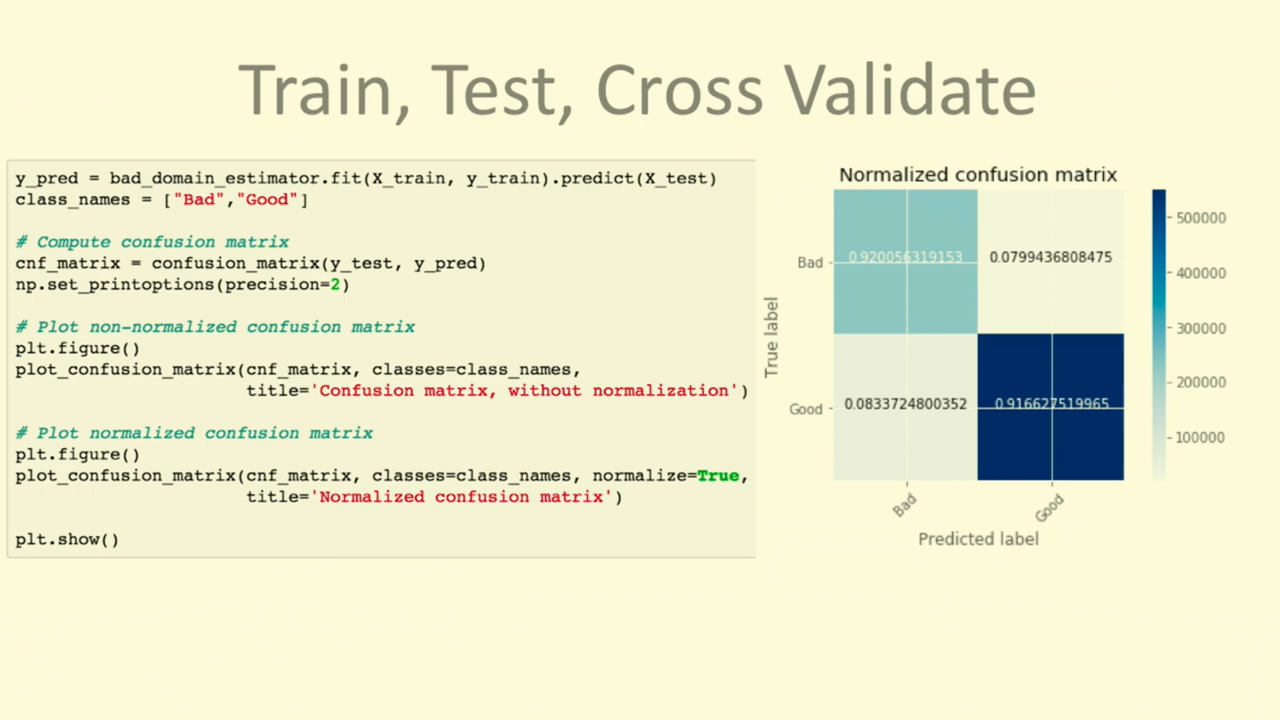 Train, Test, Cross Validate
y_pred = bad_domain_estimator.fit(X_train, y_train).predict(X_test)
class_names = ["Bad","Good"]
# Compute confusion matrix
cnf_matrix = confusion_matrix(y_test, y_pred)
np.set_printoptions(precision=2)
# Plot non-normalized confusion matrix
plt.figure()
plot_confusion_matrix(cnf_matrix, classes=class_names,
title='Confusion matrix, without normalization')
# Plot normalized confusion matrix
plt.figure()
plot_confusion_matrix(cnf_matrix, classes=class_names, normalize=True,
title='Normalized confusion matrix')
plt.show()
Normalized confusion matrix
True label
Bad
0.920056319153
0.0799436808475
Good
0.0833724800352
0.916627519965
Bad
Good
Predicted label
500000
400000
300000
200000
100000